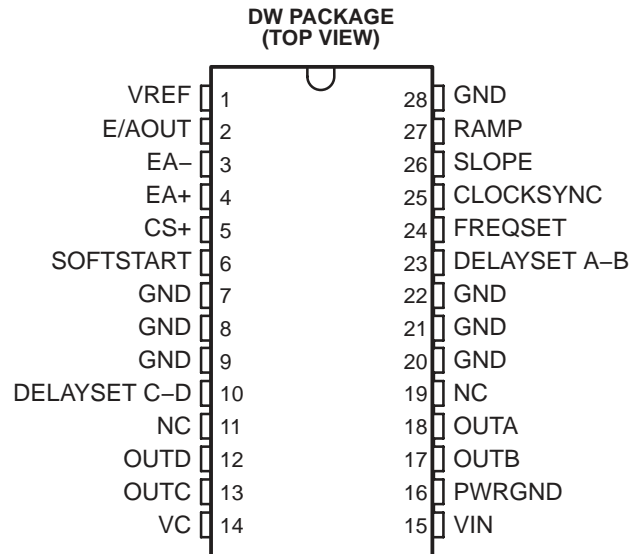 DW PACKAGE
(TOP VIEW)
VREF 1 28 GND
E/AOUT 2 27 RAMP
EA− 3 26 SLOPE
EA+ 4 25 CLOCKSYNC
CS+ 5 24 FREQSET
SOFTSTART 6 23 DELAYSET A−B
GND 7 22 GND
GND 8 21 GND
GND 9 20 GND
DELAYSET C−D 10 19 NC
NC 11 18 OUTA
OUTD 12 17 OUTB
OUTC 13 16 PWRGND
VC 14 15 VIN